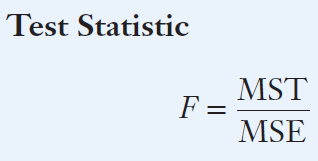 Test Statistic
F = MST / MSE